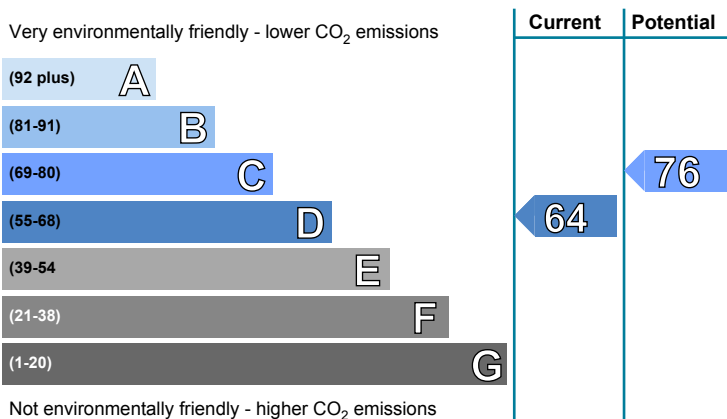 Very environmentally friendly - lower CO2 emissions
Current
Potential
(92 plus) A
(81-91) B
(69-80) C
76
(55-68) D
64
(39-54 E
(21-38) F
(1-20) G
Not environmentally friendly - higher CO2 emissions